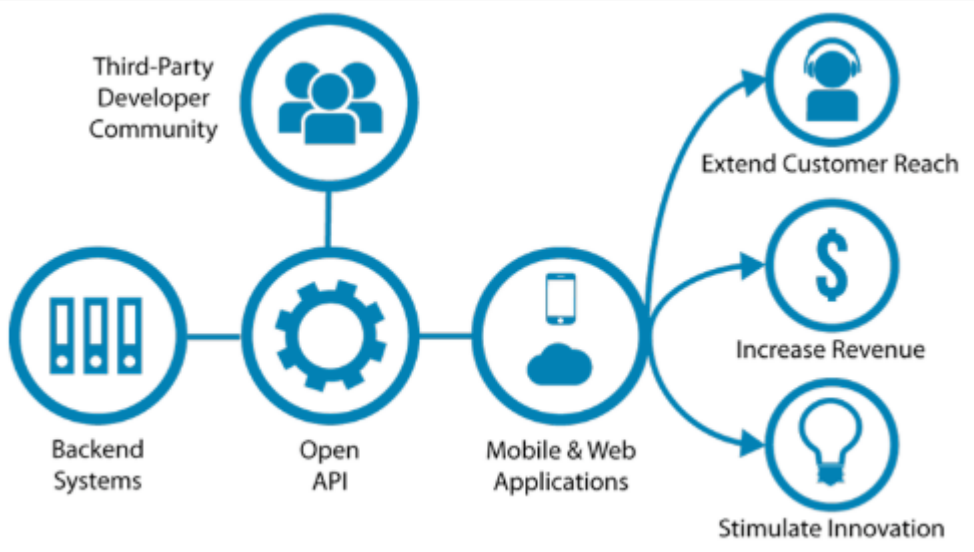 Third-Party
Developer
Community
Extend Customer Reach
$
Increase Revenue
Backend
Systems
Open
API
Mobile & Web
Applications
Stimulate Innovation